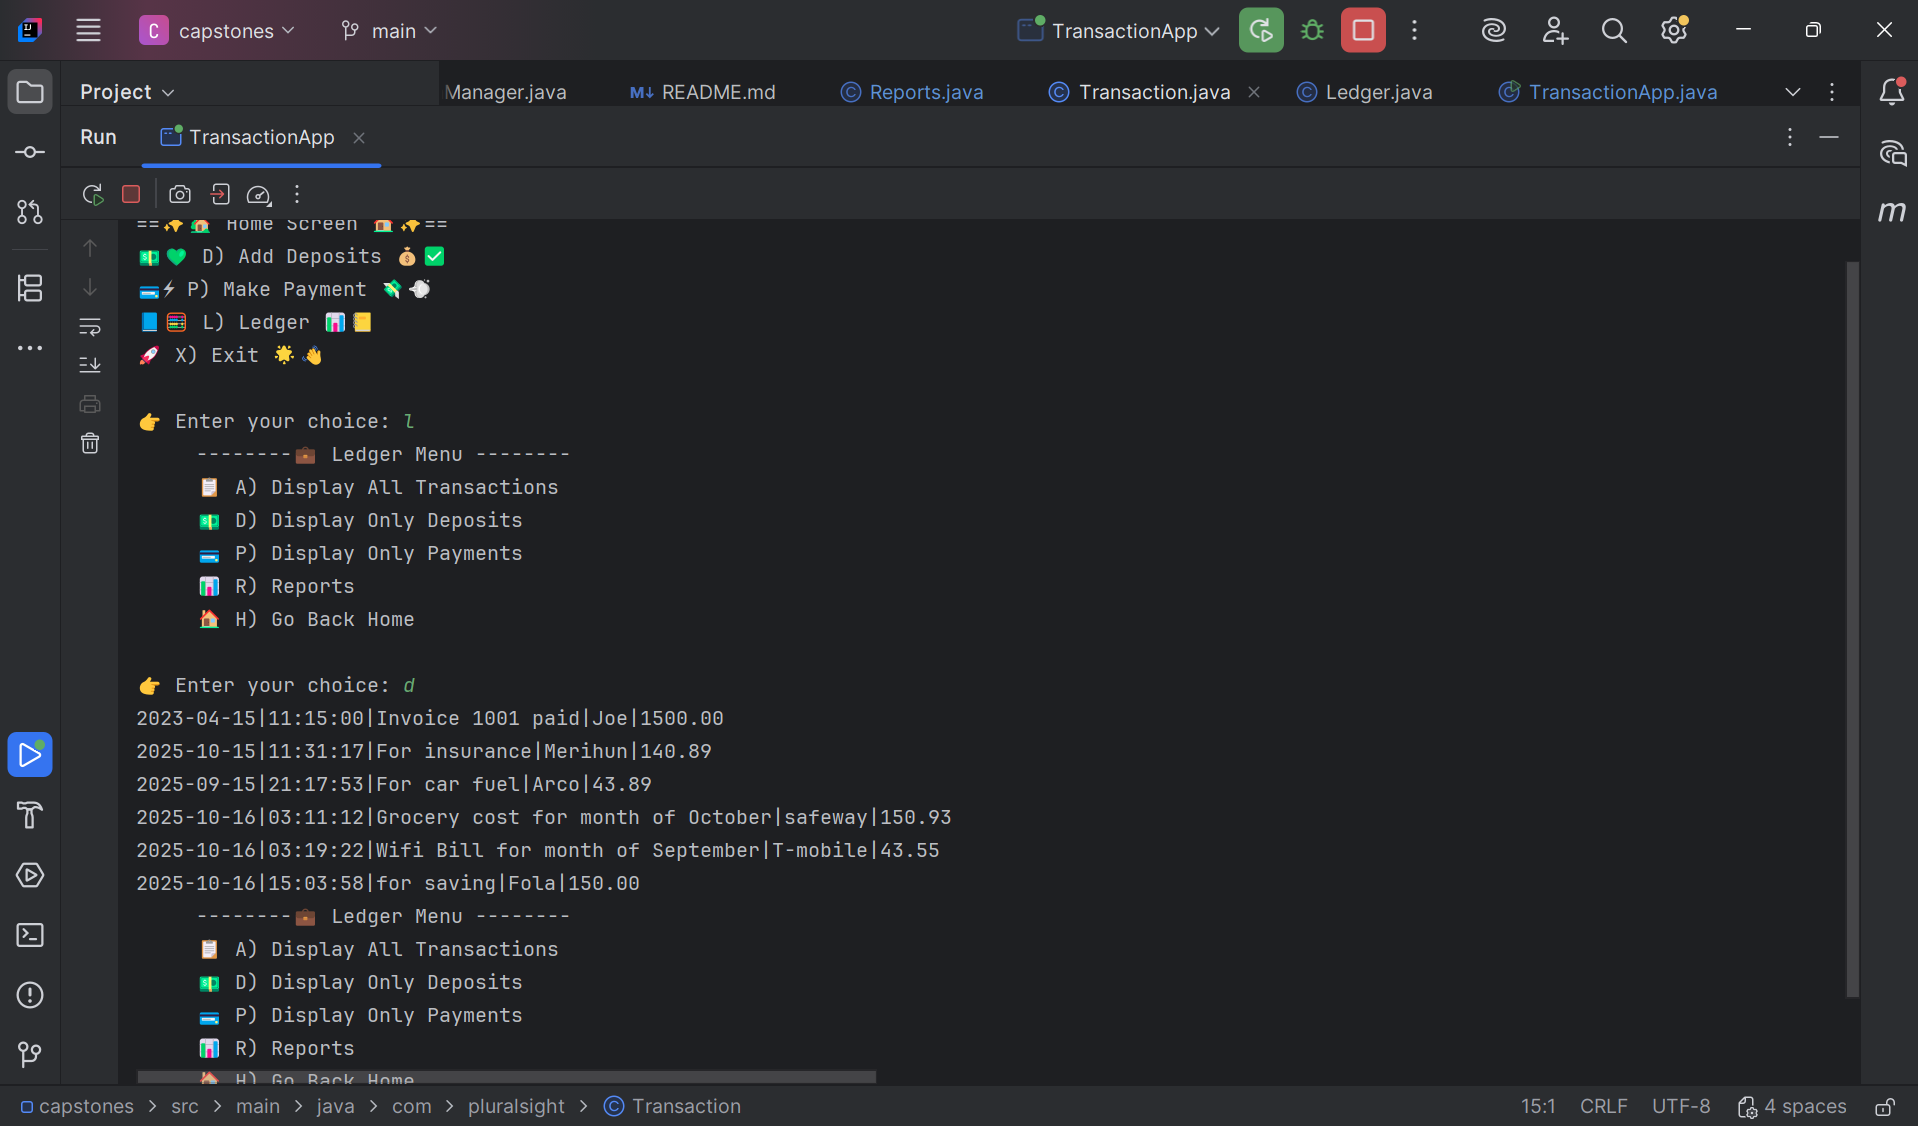 C capstones main TransactionApp
Project Manager.java M↓ README.md Reports.java Transaction.java Ledger.java TransactionApp.java
Run TransactionApp
==✨🏡 Home Screen 🏠✨==
💵💚 D) Add Deposits 💰✅
💳⚡ P) Make Payment 💸💨
📘🧮 L) Ledger 📊📒
🚀 X) Exit 🌟👋
👉 Enter your choice: l
--------💼 Ledger Menu --------
📋 A) Display All Transactions
💵 D) Display Only Deposits
💳 P) Display Only Payments
📊 R) Reports
🏠 H) Go Back Home
👉 Enter your choice: d
2023-04-15|11:15:00|Invoice 1001 paid|Joe|1500.00
2025-10-15|11:31:17|For insurance|Merihun|140.89
2025-09-15|21:17:53|For car fuel|Arco|43.89
2025-10-16|03:11:12|Grocery cost for month of October|safeway|150.93
2025-10-16|03:19:22|Wifi Bill for month of September|T-mobile|43.55
2025-10-16|15:03:58|for saving|Fola|150.00
--------💼 Ledger Menu --------
📋 A) Display All Transactions
💵 D) Display Only Deposits
💳 P) Display Only Payments
📊 R) Reports
🏠 H) Go Back Home
capstones > src > main > java > com > pluralsight > Transaction 15:1 CRLF UTF-8 4 spaces